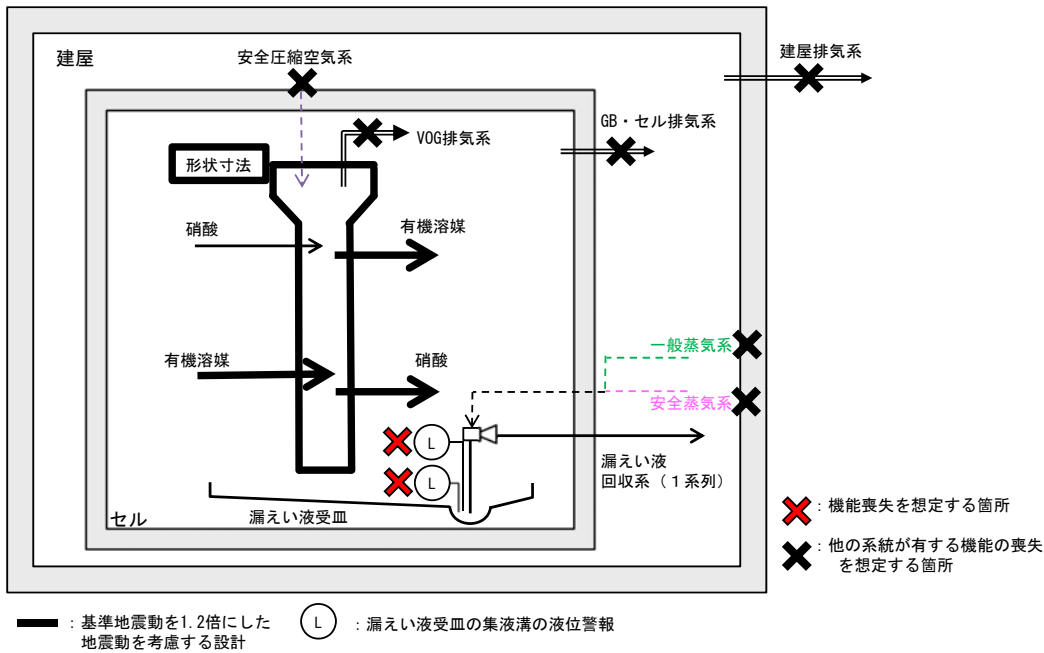 建屋
安全圧縮空気系
建屋排気系
GB・セル排気系
VOG排気系
形状寸法
硝酸
有機溶媒
有機溶媒
硝酸
一般蒸気系
安全蒸気系
L
L
漏えい液
回収系（１系列）
セル
漏えい液受皿
：機能喪失を想定する箇所
：他の系統が有する機能の喪失
を想定する箇所
：基準地震動を1.2倍にした
地震動を考慮する設計
L
：漏えい液受皿の集液溝の液位警報